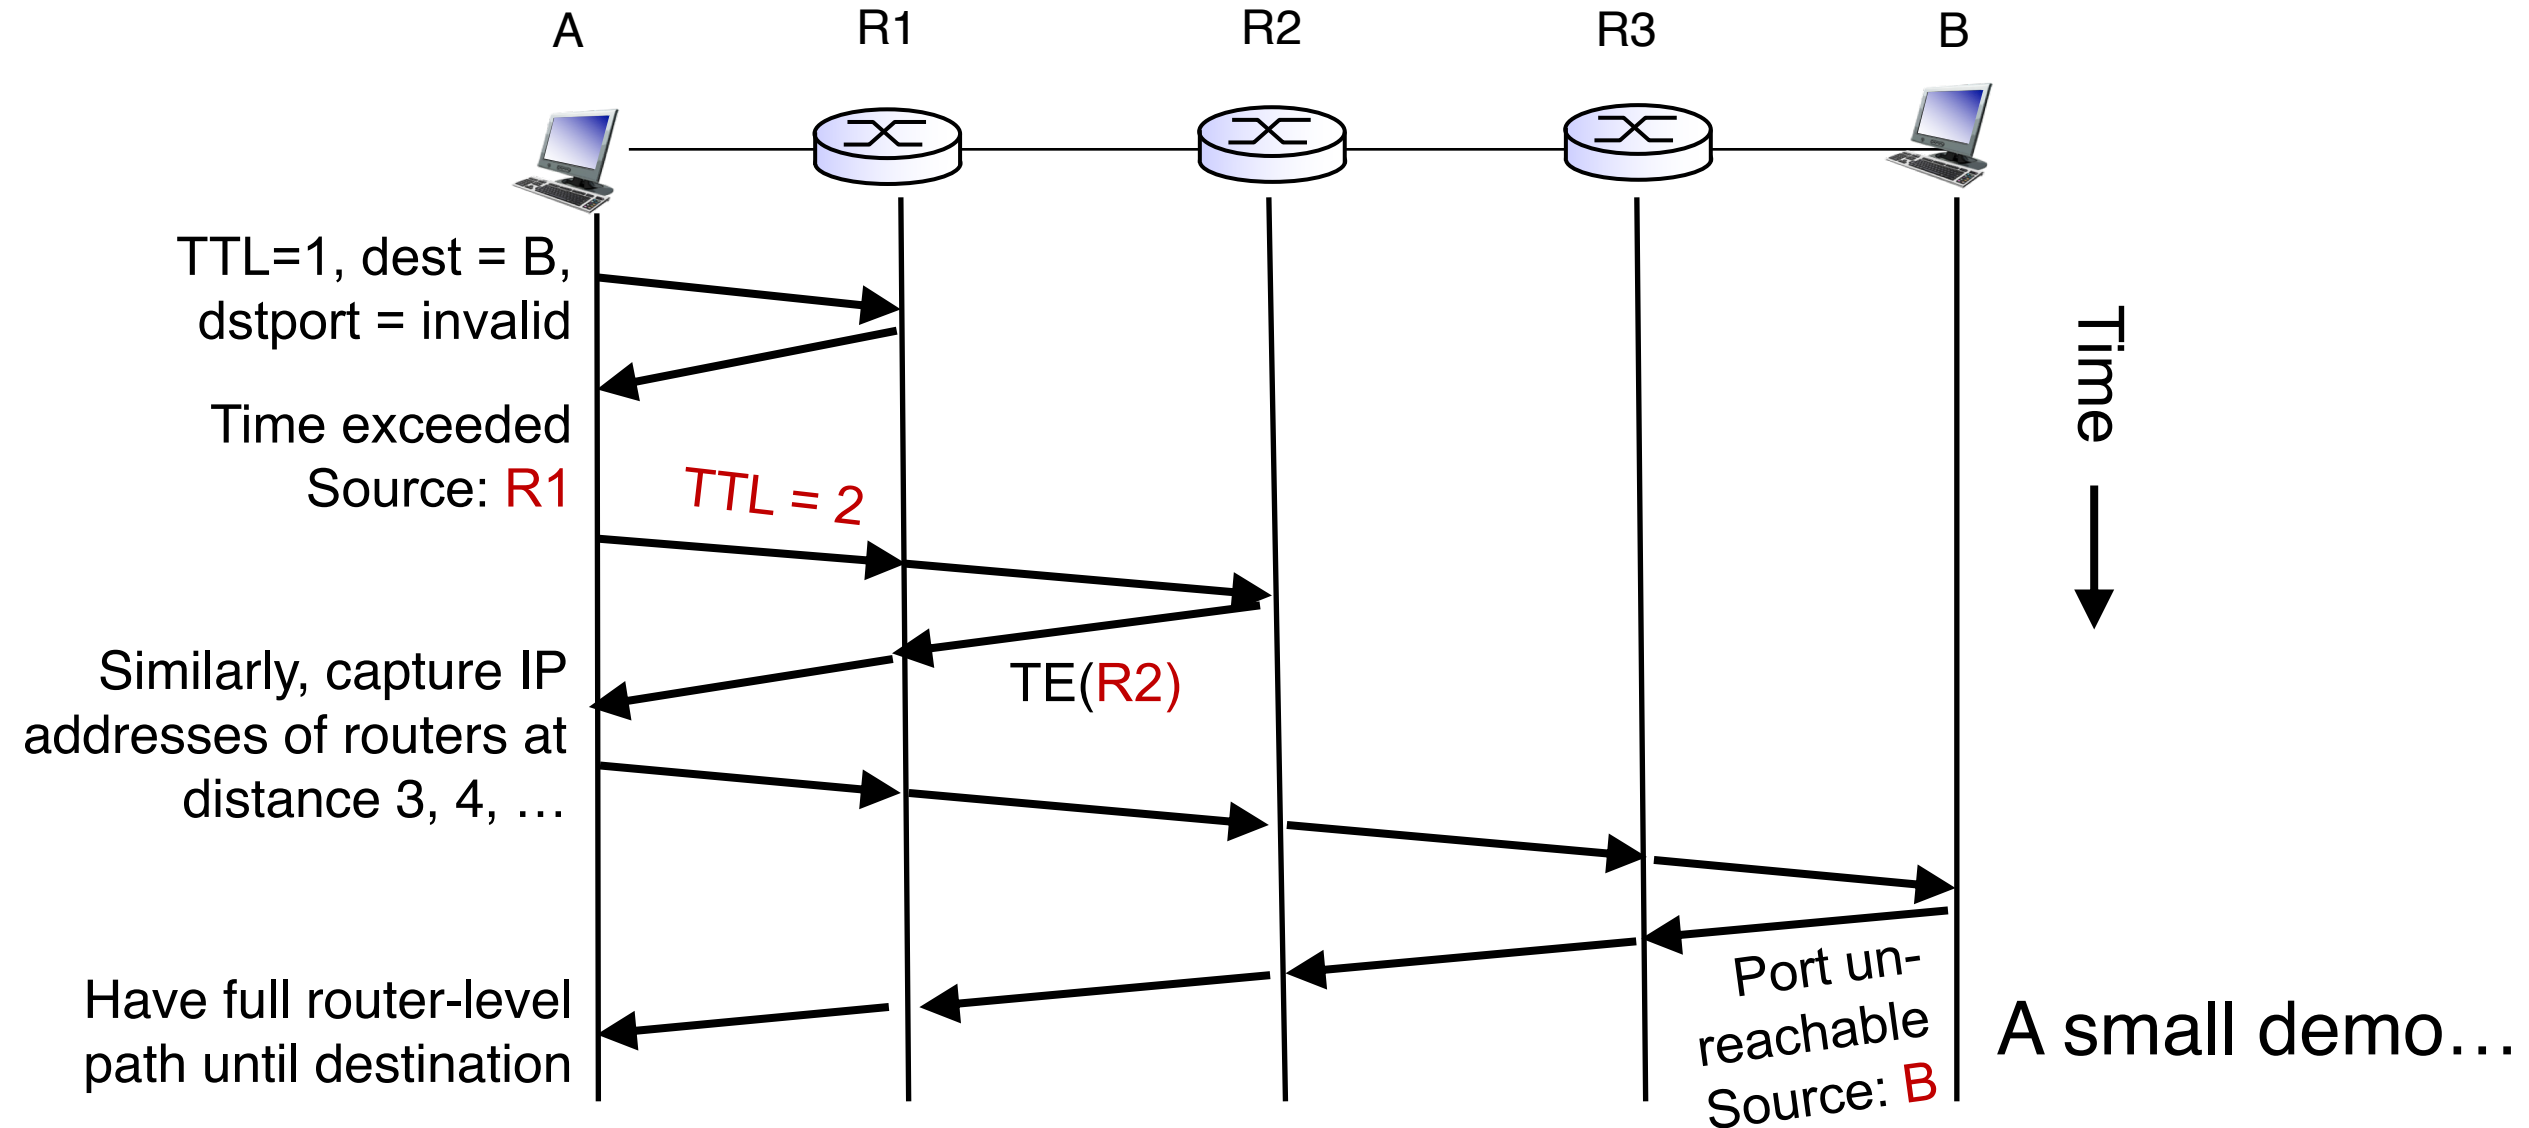 A
R1
R2
R3
B
TTL=1, dest = B,
dstport = invalid
Time exceeded
Source: R1
TTL = 2
Time
TE(R2)
Similarly, capture IP
addresses of routers at
distance 3, 4, …
Port un-
reachable
Source: B
Have full router-level
path until destination
A small demo…